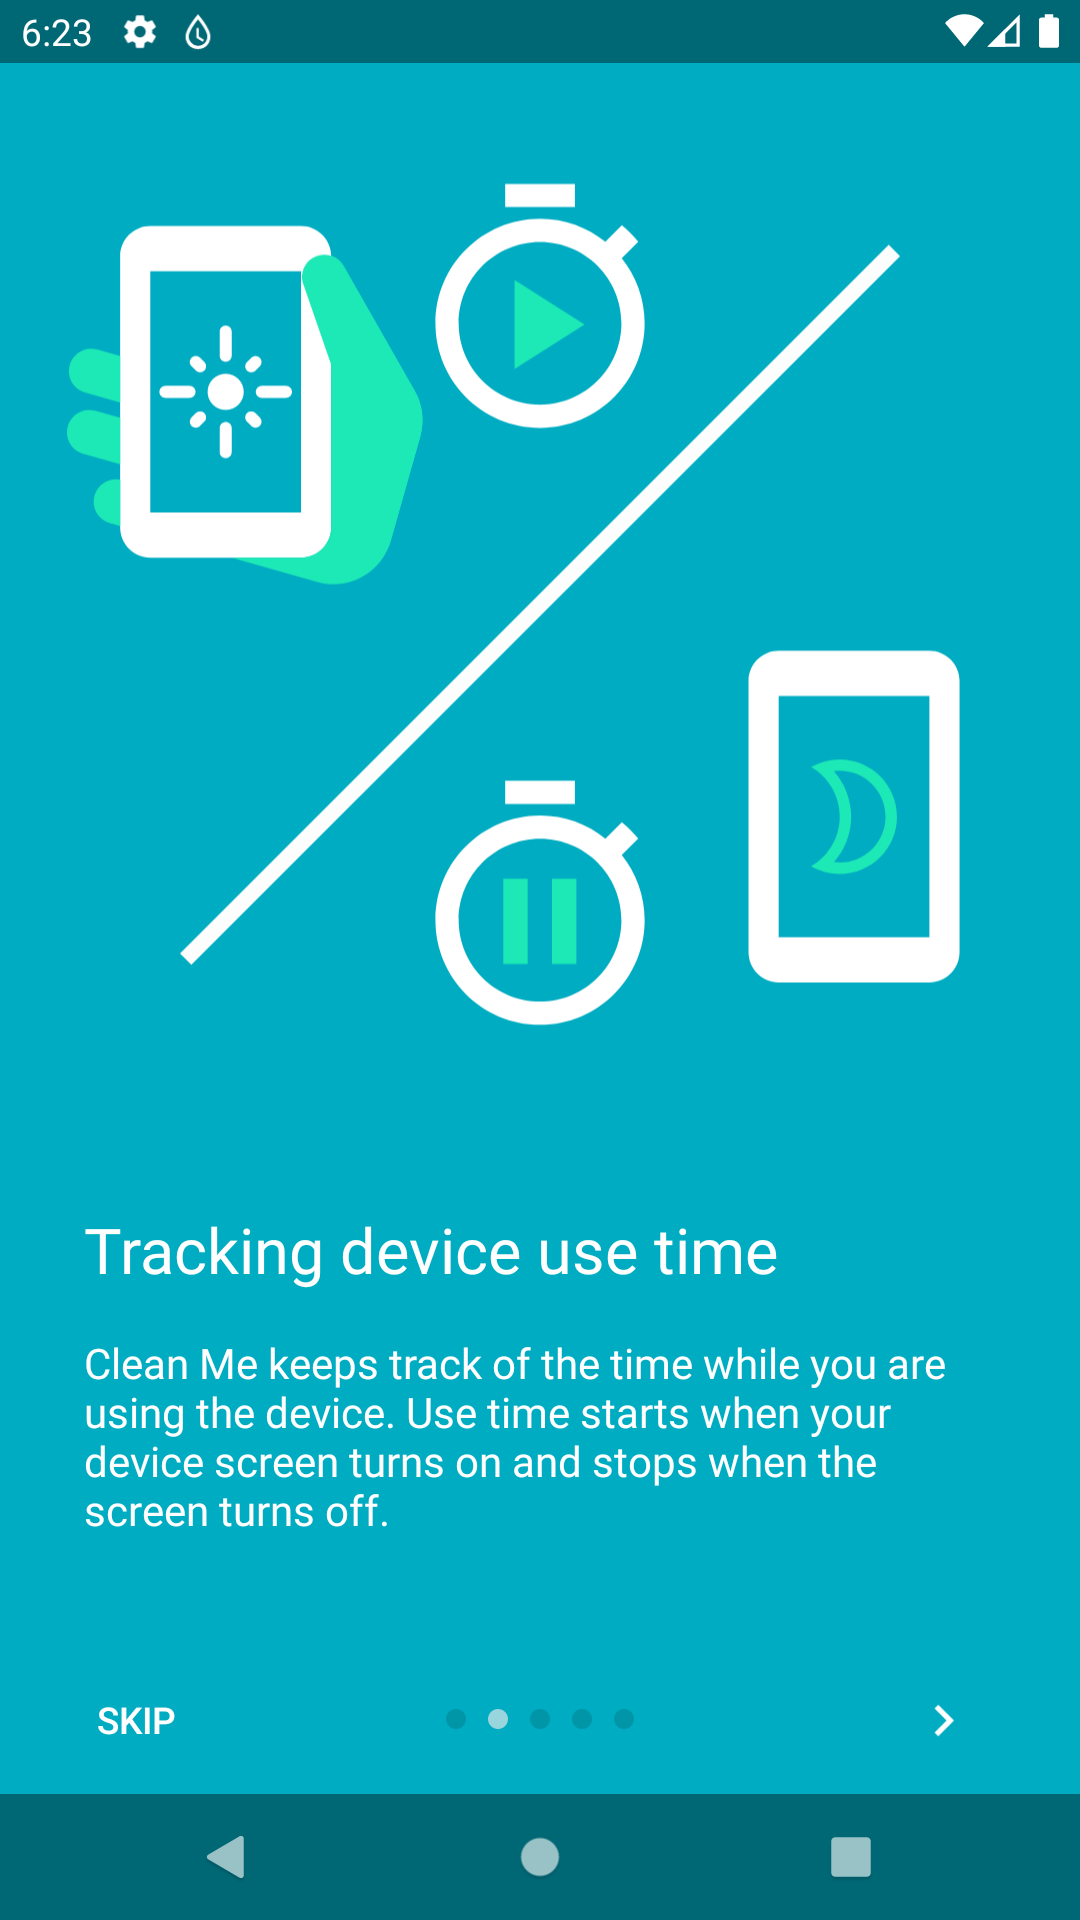 6:23
Tracking device use time
Clean Me keeps track of the time while you are
using the device. Use time starts when your
device screen turns on and stops when the
screen turns off.
SKIP